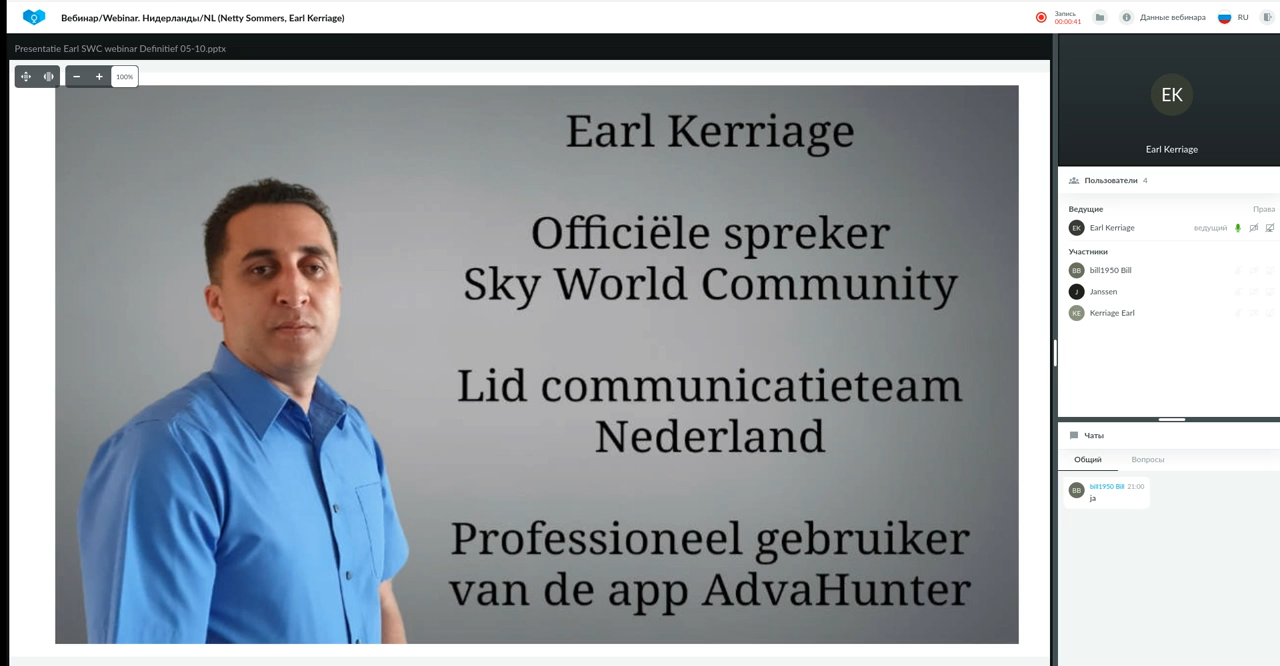 Вебинар/Webinar. Нидерланды/NL (Netty Sommers, Earl Kerriage)
Запись
00:00:41
Данные вебинара
RU
Presentatie Earl SWC webinar Definitief 05-10.pptx
100%
Earl Kerriage
Officiële spreker
Sky World Community
Lid communicatieteam
Nederland
Professioneel gebruiker
van de app AdvaHunter
EK
Earl Kerriage
Пользователи 4
Ведущие Права
EK Earl Kerriage ведущий
Участники
BB bill1950 Bill
J Janssen
KE Kerriage Earl
Чаты
Общий Вопросы
BB bill1950 Bill 21:00
ja